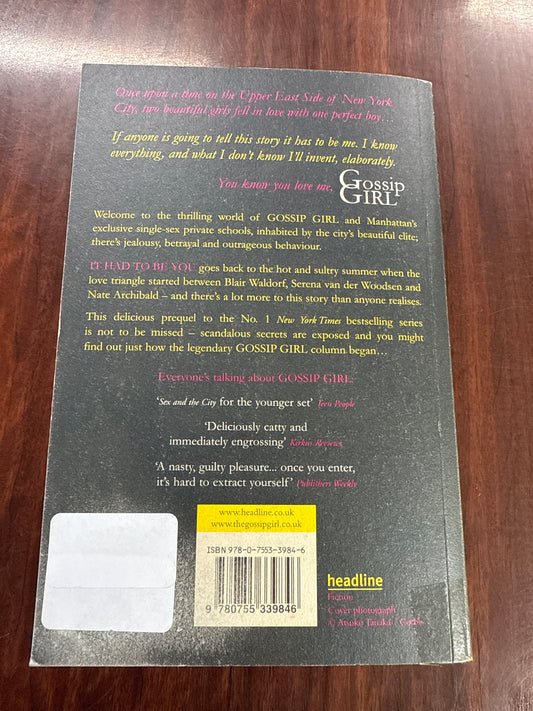 Once upon a time on the Upper East Side of New York
City, two beautiful girls fell in love with one perfect boy…
If anyone is going to tell this story it has to be me. I know
everything, and what I don't know I'll invent, elaborately.
You know you love me,
Gossip
GIRL
Welcome to the thrilling world of GOSSIP GIRL and Manhattan's
exclusive single-sex private schools, inhabited by the city's beautiful elite;
there's jealousy, betrayal and outrageous behaviour.
IT HAD TO BE YOU goes back to the hot and sultry summer when the
love triangle started between Blair Waldorf, Serena van der Woodsen and
Nate Archibald – and there's a lot more to this story than anyone realises.
This delicious prequel to the No. 1 New York Times bestselling series
is not to be missed – scandalous secrets are exposed and you might
find out just how the legendary GOSSIP GIRL column began…
Everyone's talking about GOSSIP GIRL:
'Sex and the City for the younger set' Teen People
'Deliciously catty and
immediately engrossing' Kirkus Reviews
'A nasty, guilty pleasure... once you enter,
it's hard to extract yourself' Publishers Weekly
www.headline.co.uk
www.thegossipgirl.co.uk
ISBN 978-0-7553-3984-6
9 780755 339846
headline
Fiction
Cover photograph
© Atsuko Tanaka / Corbis